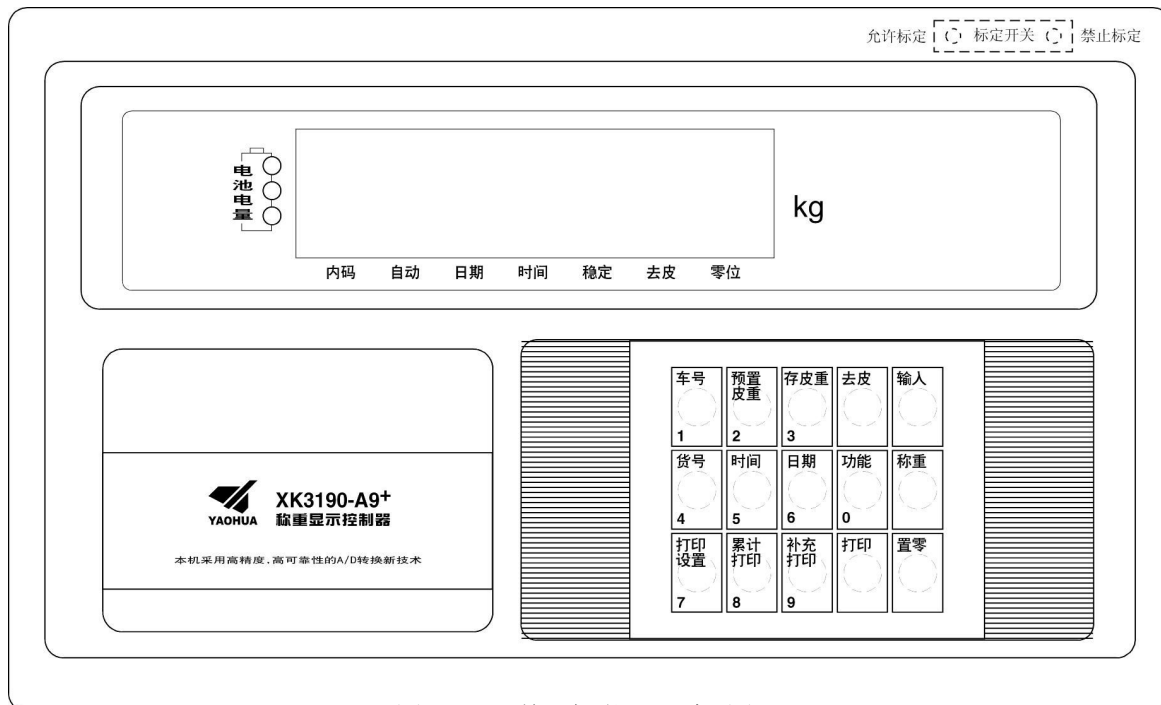 允许标定 标定开关 禁止标定
电池电量
kg
内码 自动 日期 时间 稳定 去皮 零位
车号 1
预置
皮重 2
存皮重 3
去皮
输入
货号 4
时间 5
日期 6
功能 0
称重
打印
设置 7
累计
打印 8
补充
打印 9
打印
置零
YAOHUA
XK3190-A9+
称重显示控制器
本机采用高精度,高可靠性的A/D转换新技术